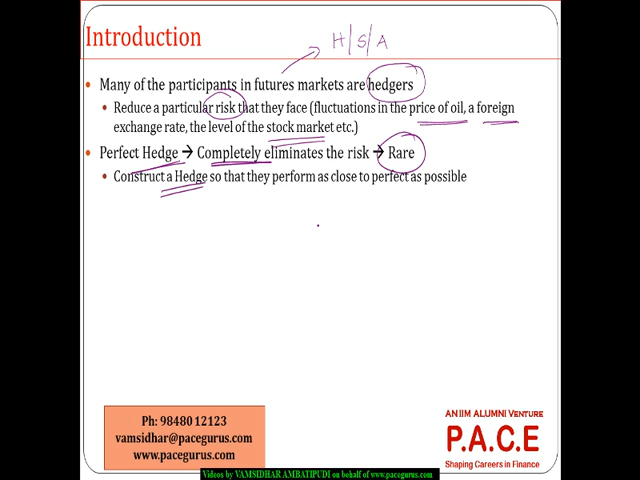 Introduction
H/S/A
• Many of the participants in futures markets are hedgers
• Reduce a particular risk that they face (fluctuations in the price of oil, a foreign
exchange rate, the level of the stock market etc.)
• Perfect Hedge → Completely eliminates the risk → Rare
• Construct a Hedge so that they perform as close to perfect as possible
Ph: 98480 12123
vamsidhar@pacegurus.com
www.pacegurus.com
AN IIM ALUMNI VENTURE
P.A.C.E
Shaping Careers in Finance
Videos by VAMSIDHAR AMBATIPUDI on behalf of www.pacegurus.com